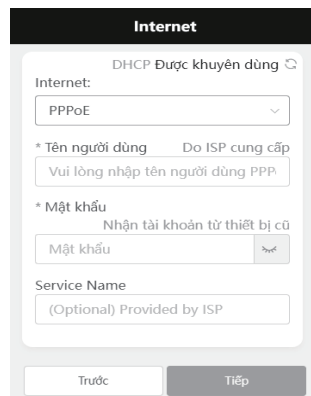 Internet
DHCP Được khuyên dùng
Internet:
PPPoE
* Tên người dùng Do ISP cung cấp
Vui lòng nhập tên người dùng PPP
* Mật khẩu
Nhận tài khoản từ thiết bị cũ
Mật khẩu
Service Name
(Optional) Provided by ISP
Trước Tiếp